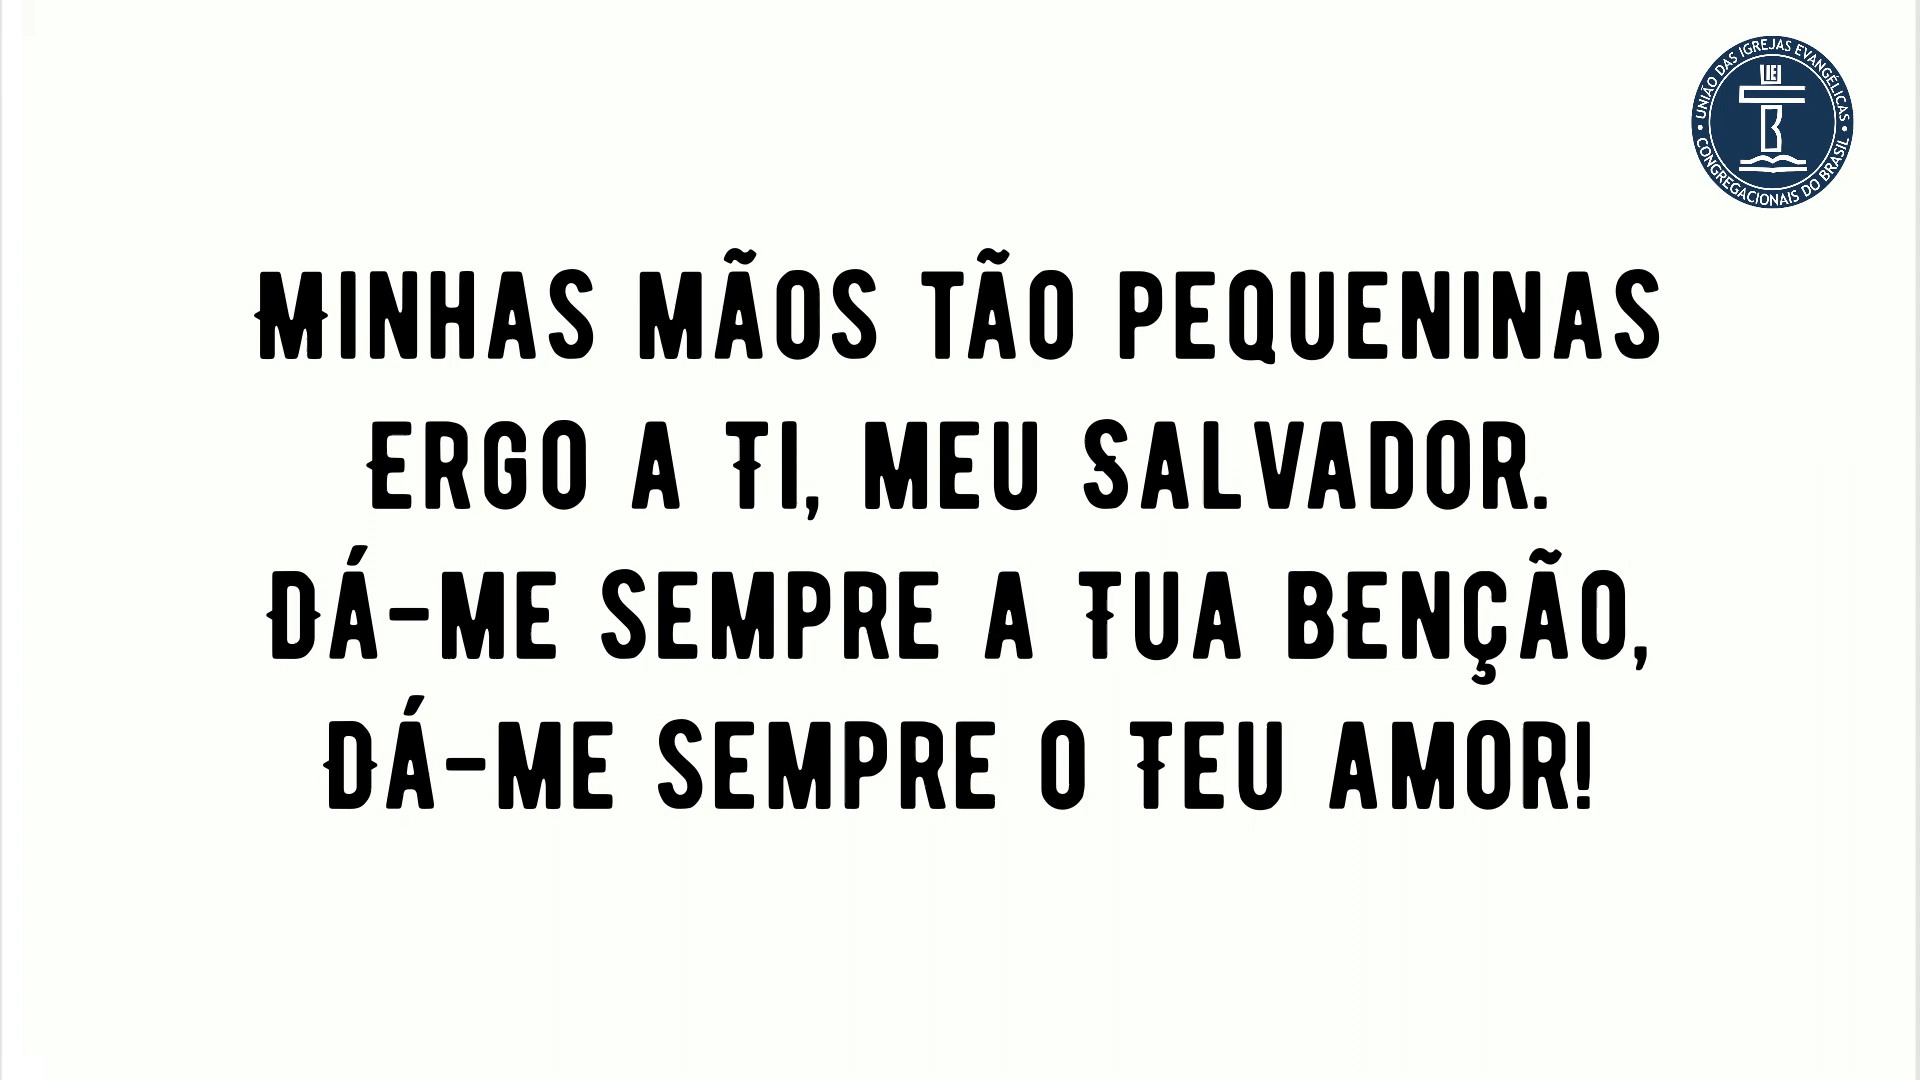 UNIÃO DAS IGREJAS EVANGÉLICAS
CONGREGACIONAIS DO BRASIL
MINHAS MÃOS TÃO PEQUENINAS
ERGO A TI, MEU SALVADOR.
DÁ-ME SEMPRE A TUA BENÇÃO,
DÁ-ME SEMPRE O TEU AMOR!